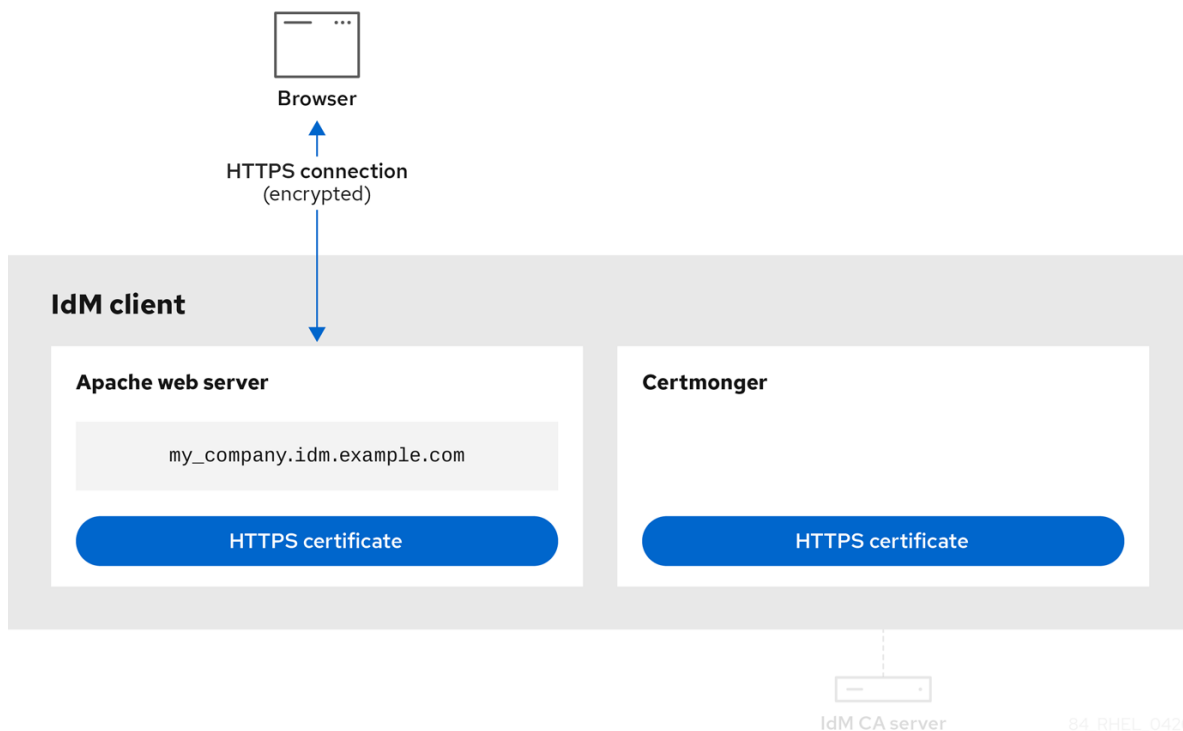 Browser
HTTPS connection
(encrypted)
IdM client
Apache web server
my_company.idm.example.com
HTTPS certificate
Certmonger
HTTPS certificate
IdM CA server
84_RHEL_042